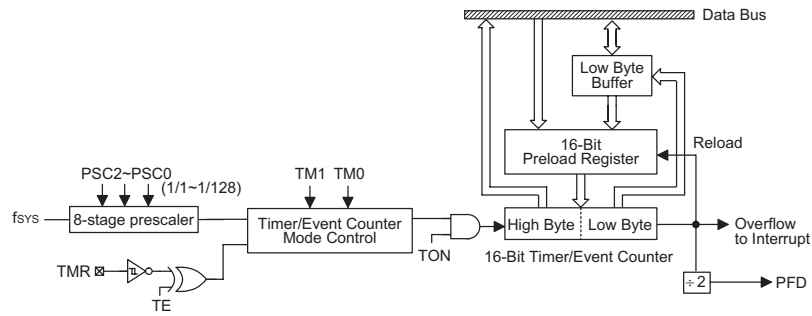 Data Bus
Low Byte
Buffer
16-Bit
Preload Register
Reload
PSC2~PSC0
(1/1~1/128)
TM1 TM0
fSYS
8-stage prescaler
Timer/Event Counter
Mode Control
High Byte Low Byte
Overflow
to Interrupt
TON
16-Bit Timer/Event Counter
TMR
TE
÷2
PFD